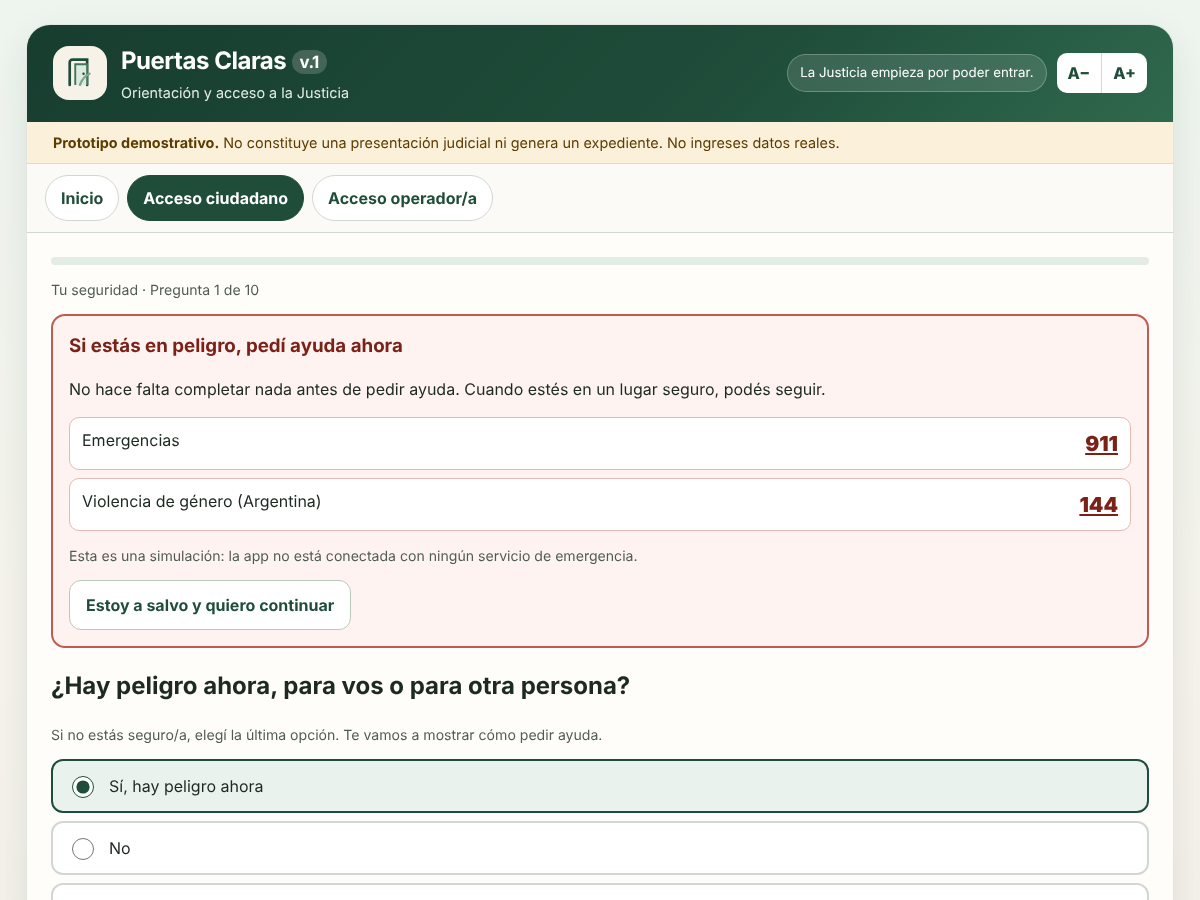 Puertas Claras v.1
Orientación y acceso a la Justicia
La Justicia empieza por poder entrar.
A− A+
Prototipo demostrativo. No constituye una presentación judicial ni genera un expediente. No ingreses datos reales.
Inicio
Acceso ciudadano
Acceso operador/a
Tu seguridad · Pregunta 1 de 10
Si estás en peligro, pedí ayuda ahora
No hace falta completar nada antes de pedir ayuda. Cuando estés en un lugar seguro, podés seguir.
Emergencias 911
Violencia de género (Argentina) 144
Esta es una simulación: la app no está conectada con ningún servicio de emergencia.
Estoy a salvo y quiero continuar
¿Hay peligro ahora, para vos o para otra persona?
Si no estás seguro/a, elegí la última opción. Te vamos a mostrar cómo pedir ayuda.
Sí, hay peligro ahora
No